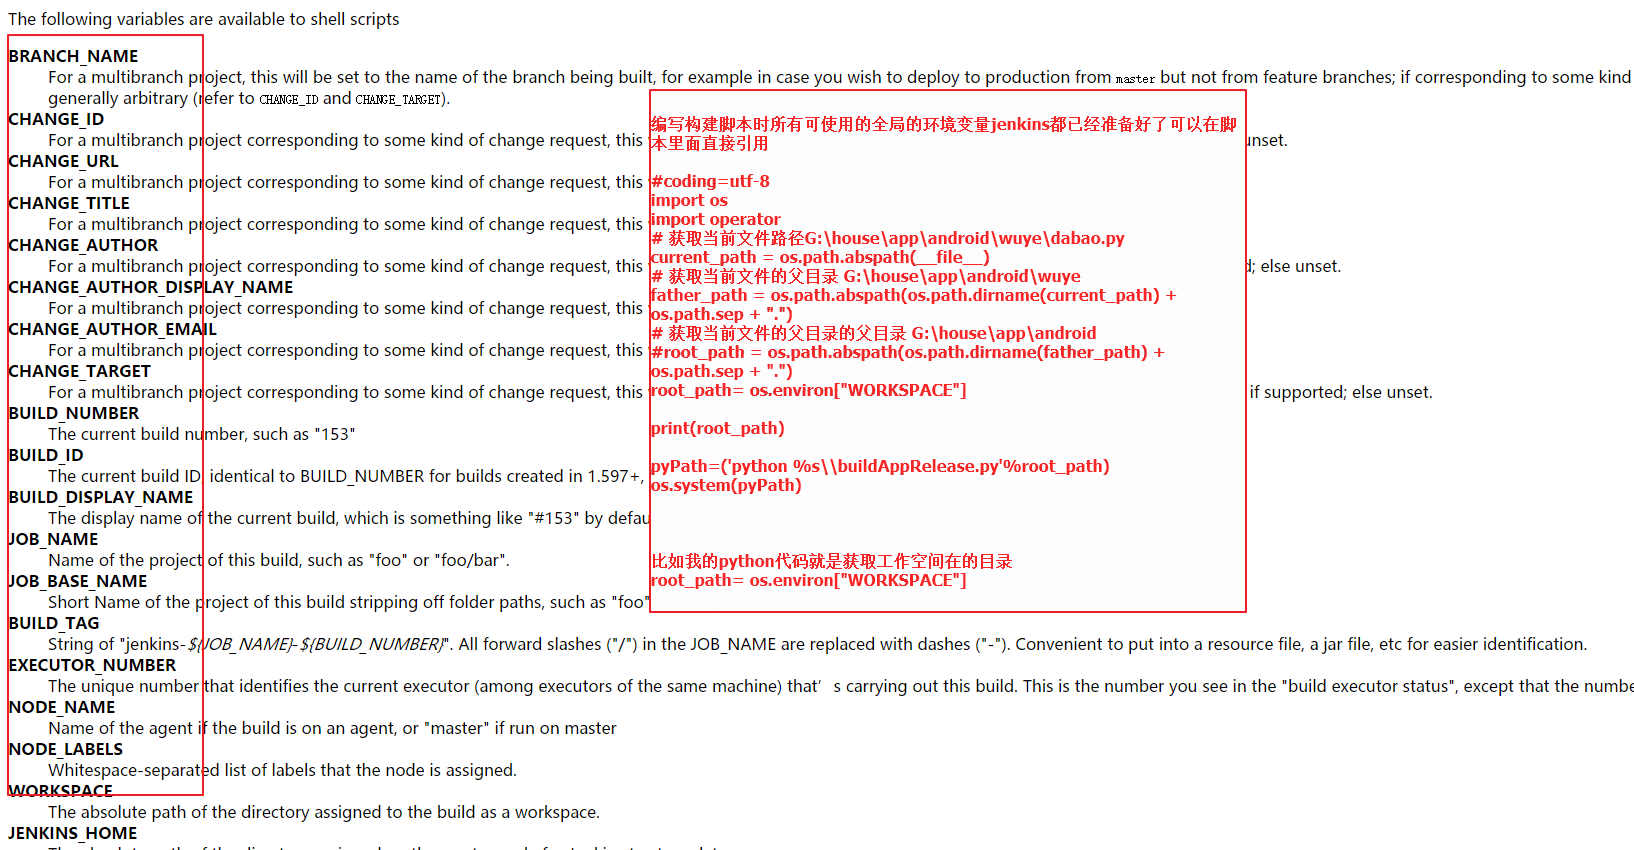 The following variables are available to shell scripts
BRANCH_NAME
For a multibranch project, this will be set to the name of the branch being built, for example in case you wish to deploy to production from master but not from feature branches; if corresponding to some kind
generally arbitrary (refer to CHANGE_ID and CHANGE_TARGET).
CHANGE_ID
For a multibranch project corresponding to some kind of change request, this
unset.
CHANGE_URL
For a multibranch project corresponding to some kind of change request, this
CHANGE_TITLE
For a multibranch project corresponding to some kind of change request, this
CHANGE_AUTHOR
For a multibranch project corresponding to some kind of change request, this
; else unset.
CHANGE_AUTHOR_DISPLAY_NAME
For a multibranch project corresponding to some kind of change request, this
CHANGE_AUTHOR_EMAIL
For a multibranch project corresponding to some kind of change request, this
CHANGE_TARGET
For a multibranch project corresponding to some kind of change request, this
if supported; else unset.
BUILD_NUMBER
The current build number, such as "153"
BUILD_ID
The current build ID, identical to BUILD_NUMBER for builds created in 1.597+,
BUILD_DISPLAY_NAME
The display name of the current build, which is something like "#153" by defau
JOB_NAME
Name of the project of this build, such as "foo" or "foo/bar".
JOB_BASE_NAME
Short Name of the project of this build stripping off folder paths, such as "foo"
BUILD_TAG
String of "jenkins-${JOB_NAME}-${BUILD_NUMBER}". All forward slashes ("/") in the JOB_NAME are replaced with dashes ("-"). Convenient to put into a resource file, a jar file, etc for easier identification.
EXECUTOR_NUMBER
The unique number that identifies the current executor (among executors of the same machine) that’s carrying out this build. This is the number you see in the "build executor status", except that the numbe
NODE_NAME
Name of the agent if the build is on an agent, or "master" if run on master
NODE_LABELS
Whitespace-separated list of labels that the node is assigned.
WORKSPACE
The absolute path of the directory assigned to the build as a workspace.
JENKINS_HOME
编写构建脚本时所有可使用的全局的环境变量jenkins都已经准备好了可以在脚
本里面直接引用
#coding=utf-8
import os
import operator
# 获取当前文件路径G:\house\app\android\wuye\dabao.py
current_path = os.path.abspath(__file__)
# 获取当前文件的父目录 G:\house\app\android\wuye
father_path = os.path.abspath(os.path.dirname(current_path) +
os.path.sep + ".")
# 获取当前文件的父目录的父目录 G:\house\app\android
#root_path = os.path.abspath(os.path.dirname(father_path) +
os.path.sep + ".")
root_path= os.environ["WORKSPACE"]
print(root_path)
pyPath=('python %s\\buildAppRelease.py'%root_path)
os.system(pyPath)
比如我的python代码就是获取工作空间在的目录
root_path= os.environ["WORKSPACE"]